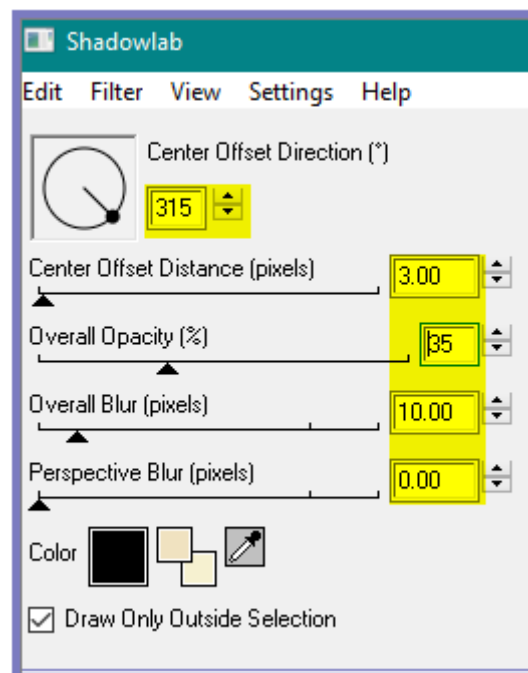 Shadowlab
Edit Filter View Settings Help
Center Offset Direction (°)
315
Center Offset Distance (pixels)
3.00
Overall Opacity (%)
35
Overall Blur (pixels)
10.00
Perspective Blur (pixels)
0.00
Color
Draw Only Outside Selection